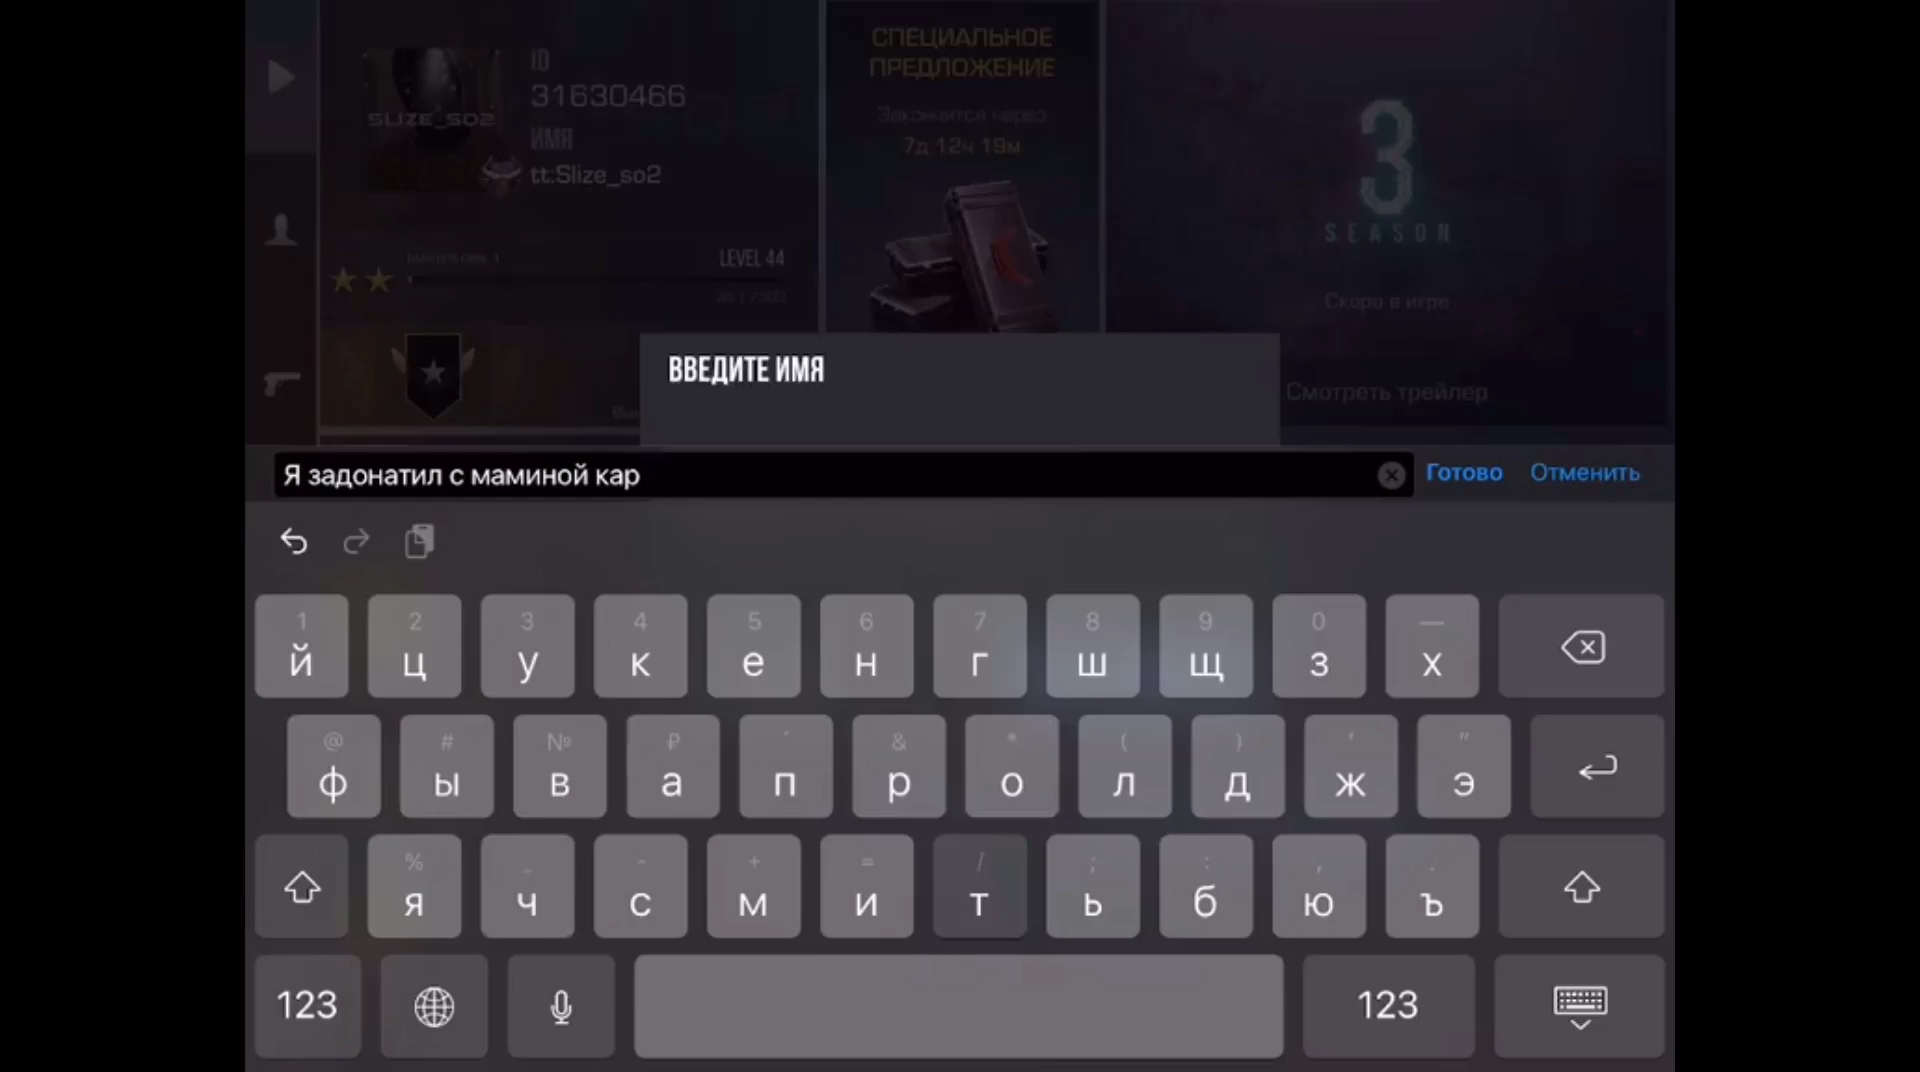 СПЕЦИАЛЬНОЕ
ПРЕДЛОЖЕНИЕ
Закончится через
7д 12ч 19м
ID
31630466
ИМЯ
tt:Slize_so2
SLIZE_SO2
LEVEL 44
3
SEASON
Скоро в игре
Смотреть трейлер
ВВЕДИТЕ ИМЯ
Я задонатил с маминой кар
Готово Отменить
1 2 3 4 5 6 7 8 9 0 —
й ц у к е н г ш щ з х
@ # № ₽ ' & * ( ) ' "
ф ы в а п р о л д ж э
% _ - + = / ; : , .
я ч с м и т ь б ю ъ
123 123